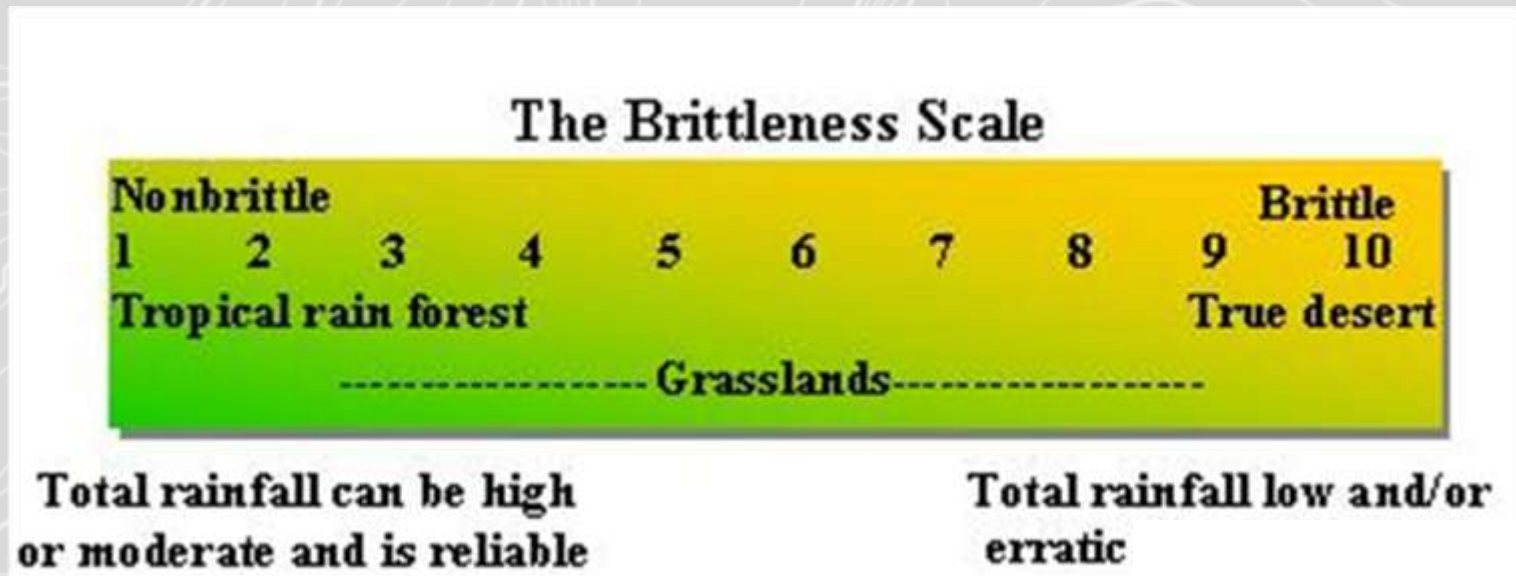 The Brittleness Scale
Nonbrittle Brittle
1 2 3 4 5 6 7 8 9 10
Tropical rain forest True desert
-------------------Grasslands-------------------
Total rainfall can be high
or moderate and is reliable
Total rainfall low and/or
erratic